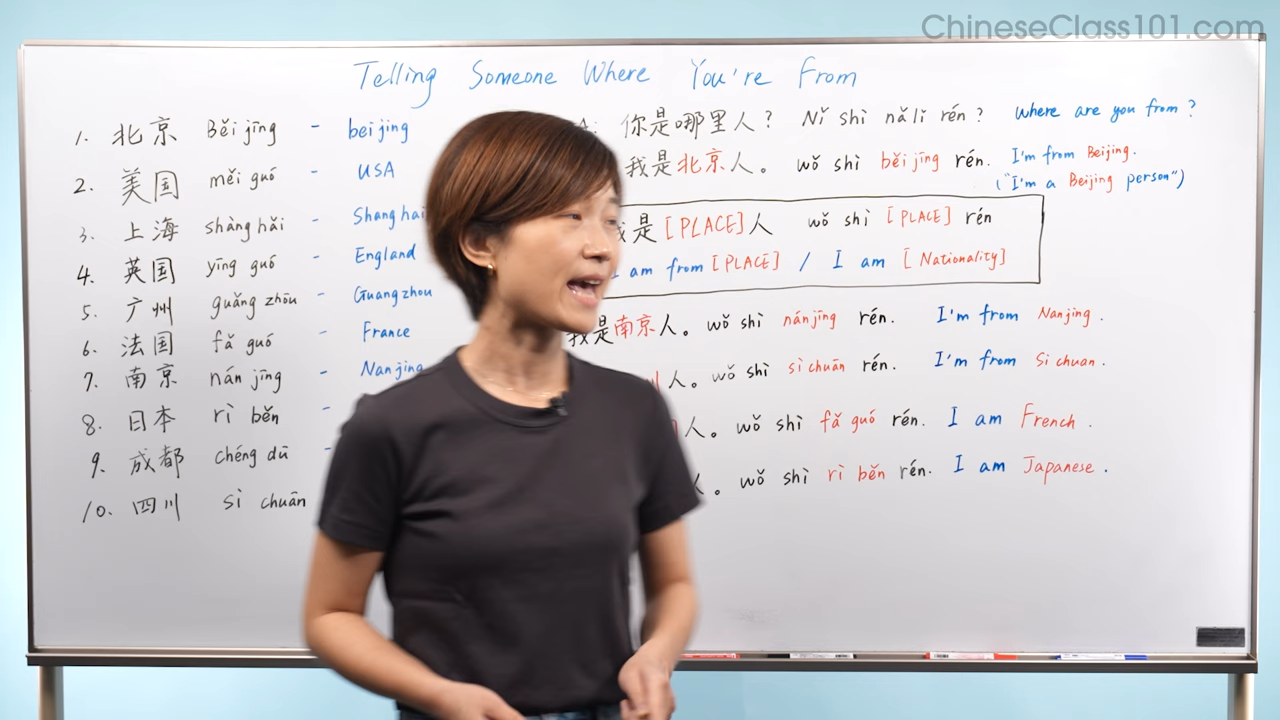 ChineseClass101.com
Telling Someone Where You're From
1. 北京 Běi jīng - beijing
2. 美国 měi guó - USA
3. 上海 shàng hǎi - Shanghai
4. 英国 yīng guó - England
5. 广州 guǎng zhōu - Guangzhou
6. 法国 fǎ guó - France
7. 南京 nán jīng - Nanjing
8. 日本 rì běn -
9. 成都 chéng dū -
10. 四川 sì chuān
你是哪里人? Nǐ shì nǎlǐ rén? Where are you from?
我是北京人。 wǒ shì běi jīng rén. I'm from Beijing.
("I'm a Beijing person")
我是[PLACE]人 wǒ shì [PLACE] rén
I am from [PLACE] / I am [Nationality]
我是南京人。 wǒ shì nánjīng rén. I'm from Nanjing.
人。 wǒ shì sìchuān rén. I'm from Sichuan.
人。 wǒ shì fǎ guó rén. I am French.
人。 wǒ shì rì běn rén. I am Japanese.